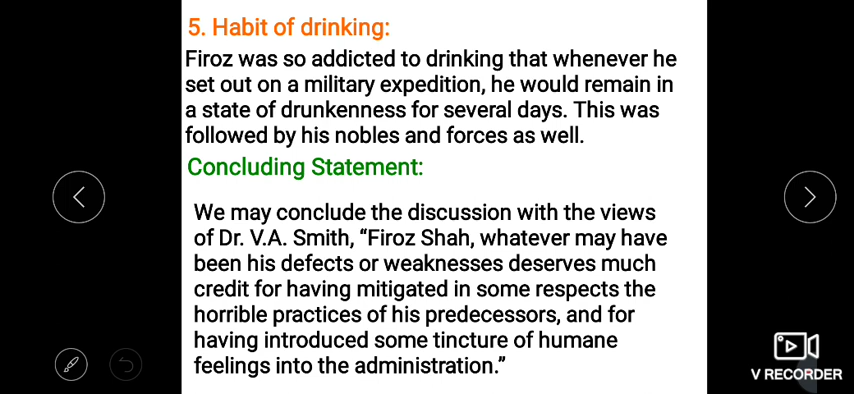 5. Habit of drinking:
Firoz was so addicted to drinking that whenever he
set out on a military expedition, he would remain in
a state of drunkenness for several days. This was
followed by his nobles and forces as well.
Concluding Statement:
We may conclude the discussion with the views
of Dr. V.A. Smith, “Firoz Shah, whatever may have
been his defects or weaknesses deserves much
credit for having mitigated in some respects the
horrible practices of his predecessors, and for
having introduced some tincture of humane
feelings into the administration.”
V RECORDER